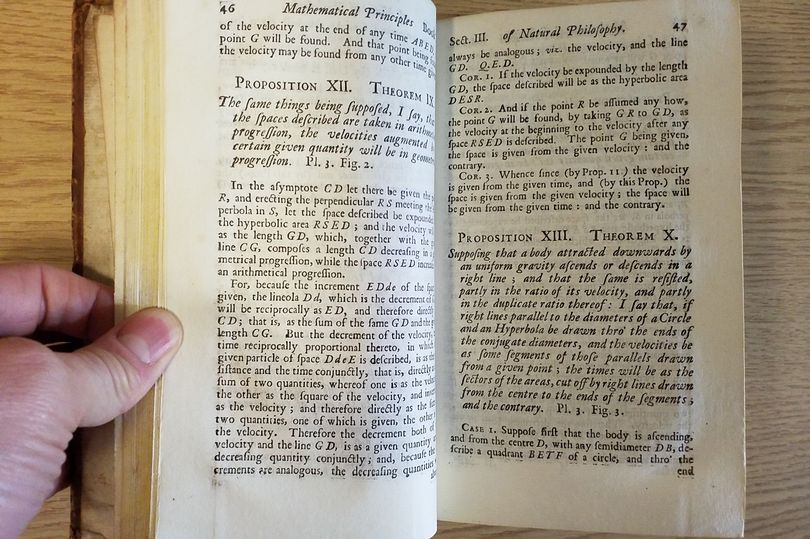 46 Mathematical Principles Book
of the velocity at the end of any time ABED,
point G will be found. And that point being
the velocity may be found from any other time
PROPOSITION XII. THEOREM IX.
The ſame things being ſuppoſed, I ſay,
the ſpaces deſcribed are taken in
progreſſion, the velocities augmented
certain given quantity will be in
progreſſion. Pl. 3. Fig. 2.
In the aſymptote CD let there be given the
R, and erecting the perpendicular RS meeting the
perbola in S, let the ſpace deſcribed be
the hyperbolic area RSED; and the velocity
as the length GD, which, together with the
line CG, compoſes a length CD decreaſing in
metrical progreſſion, while the ſpace RSED
an arithmetical progreſſion.
For, becauſe the increment EDde of the
given, the lineola Dd, which is the decrement
will be reciprocally as ED, and therefore
CD; that is, as the ſum of the ſame GD and the
length CG. But the decrement of the velocity,
time reciprocally proportional thereto, in which
given particle of ſpace DdeE is deſcribed, is as
ſiſtance and the time conjunctly, that is,
ſum of two quantities, whereof one is as the
the other as the ſquare of the velocity, and
as the velocity; and therefore directly as the
two quantities, one of which is given, the other
the velocity. Therefore the decrement both of
velocity and the line GD, is as a given quantity
decreaſing quantity conjunctly; and, becauſe the
crements are analogous, the decreaſing quantities
Sect. III. of Natural Philoſophy. 47
always be analogous; viz. the velocity, and the line
GD. Q.E.D.
COR. 1. If the velocity be expounded by the length
GD, the ſpace deſcribed will be as the hyperbolic area
DESR.
COR. 2. And if the point R be aſſumed any how,
the point G will be found, by taking GR to GD, as
the velocity at the beginning to the velocity after any
ſpace RSED is deſcribed. The point G being given,
the ſpace is given from the given velocity: and the
contrary.
COR. 3. Whence ſince (by Prop. 11.) the velocity
is given from the given time, and (by this Prop.) the
ſpace is given from the given velocity; the ſpace will
be given from the given time: and the contrary.
PROPOSITION XIII. THEOREM X.
Suppoſing that a body attracted downwards by
an uniform gravity aſcends or deſcends in a
right line; and that the ſame is reſiſted,
partly in the ratio of its velocity, and partly
in the duplicate ratio thereof: I ſay that, if
right lines parallel to the diameters of a Circle
and an Hyperbola be drawn thro' the ends of
the conjugate diameters, and the velocities be
as ſome ſegments of thoſe parallels drawn
from a given point; the times will be as the
ſectors of the areas, cut off by right lines drawn
from the centre to the ends of the ſegments;
and the contrary. Pl. 3. Fig. 3.
CASE 1. Suppoſe firſt that the body is aſcending,
and from the centre D, with any ſemidiameter DB, de-
ſcribe a quadrant BETF of a circle, and thro' the
end